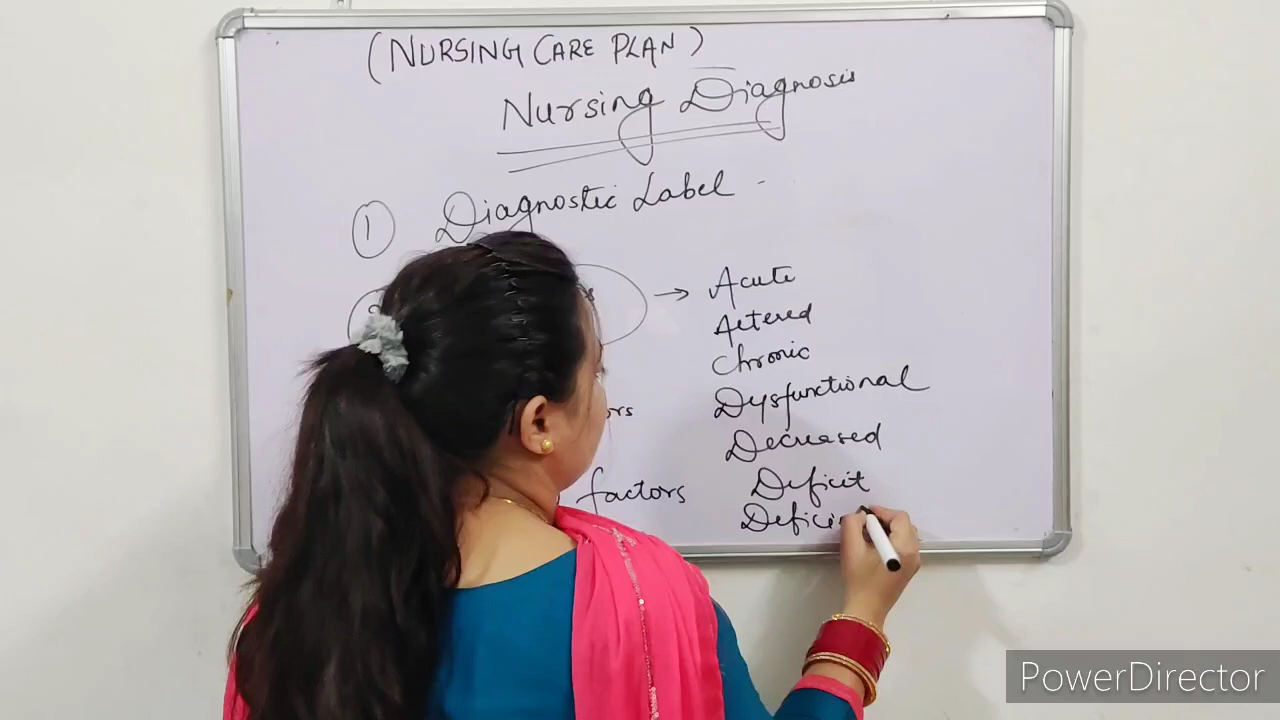 (NURSING CARE PLAN)
Nursing Diagnosis
① Diagnostic Label -
→ Acute
Altered
Chronic
Dysfunctional
Decreased
factors Deficit
PowerDirector